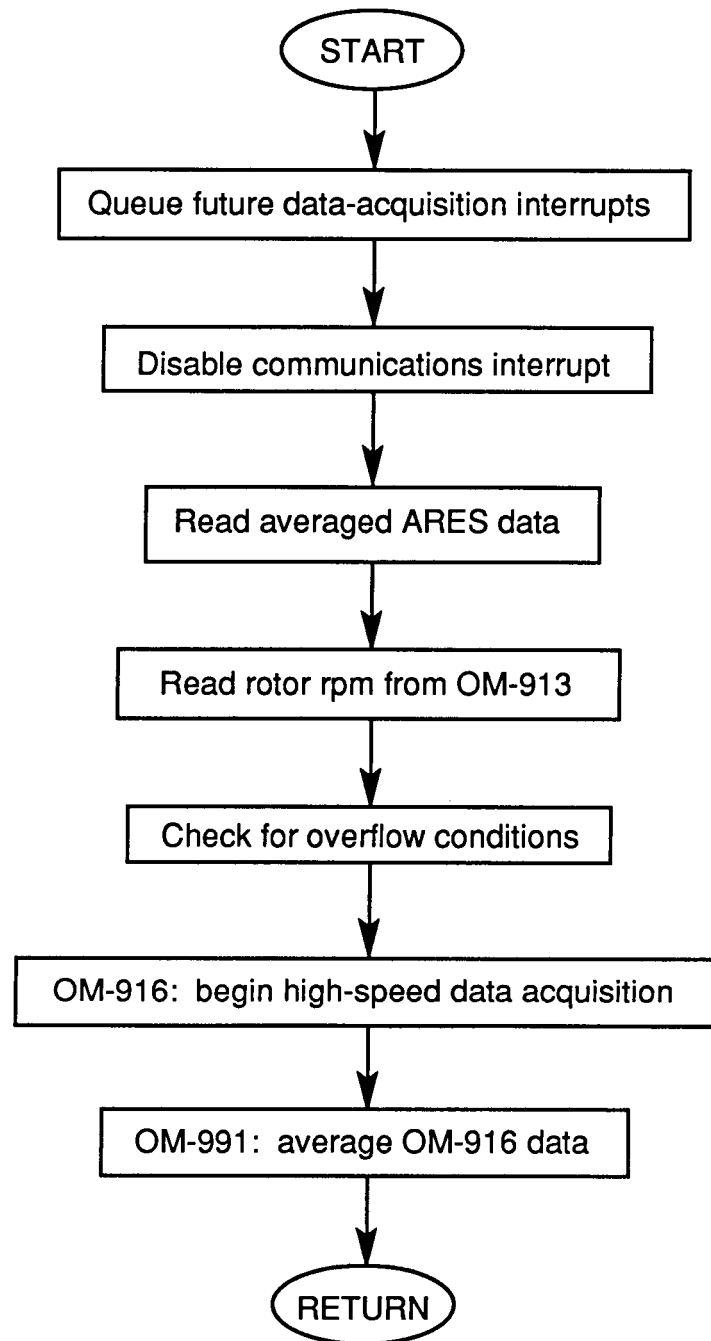 START
Queue future data-acquisition interrupts
Disable communications interrupt
Read averaged ARES data
Read rotor rpm from OM-913
Check for overflow conditions
OM-916: begin high-speed data acquisition
OM-991: average OM-916 data
RETURN